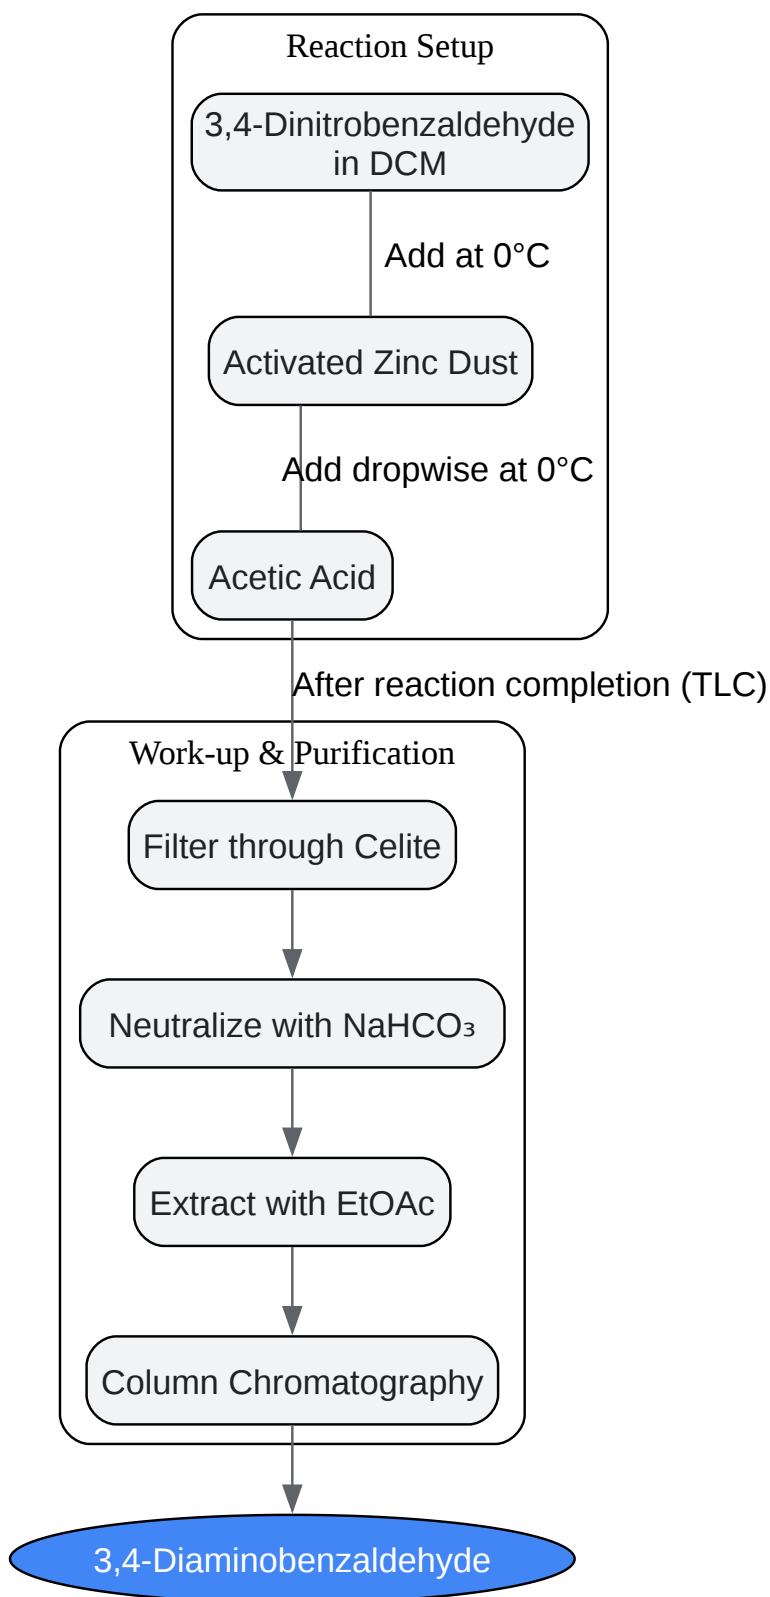 Reaction Setup
3,4-Dinitrobenzaldehyde
in DCM
Add at 0°C
Activated Zinc Dust
Add dropwise at 0°C
Acetic Acid
After reaction completion (TLC)
Work-up & Purification
Filter through Celite
Neutralize with NaHCO₃
Extract with EtOAc
Column Chromatography
3,4-Diaminobenzaldehyde